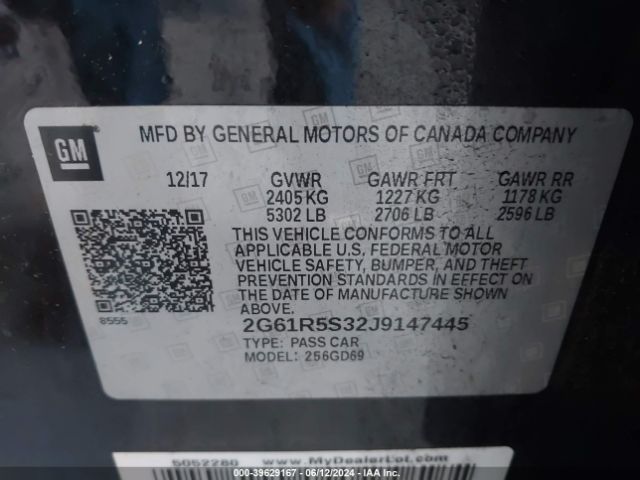 GM
MFD BY GENERAL MOTORS OF CANADA COMPANY
12/17 GVWR GAWR FRT GAWR RR
2405 KG 1227 KG 1178 KG
5302 LB 2706 LB 2596 LB
THIS VEHICLE CONFORMS TO ALL
APPLICABLE U.S. FEDERAL MOTOR
VEHICLE SAFETY, BUMPER, AND THEFT
PREVENTION STANDARDS IN EFFECT ON
THE DATE OF MANUFACTURE SHOWN
ABOVE.
8555
2G61R5S32J9147445
TYPE: PASS CAR
MODEL: 256GD69
5052280 www.MyDealerLot.com
000-39629167 - 06/12/2024 - IAAI.COM